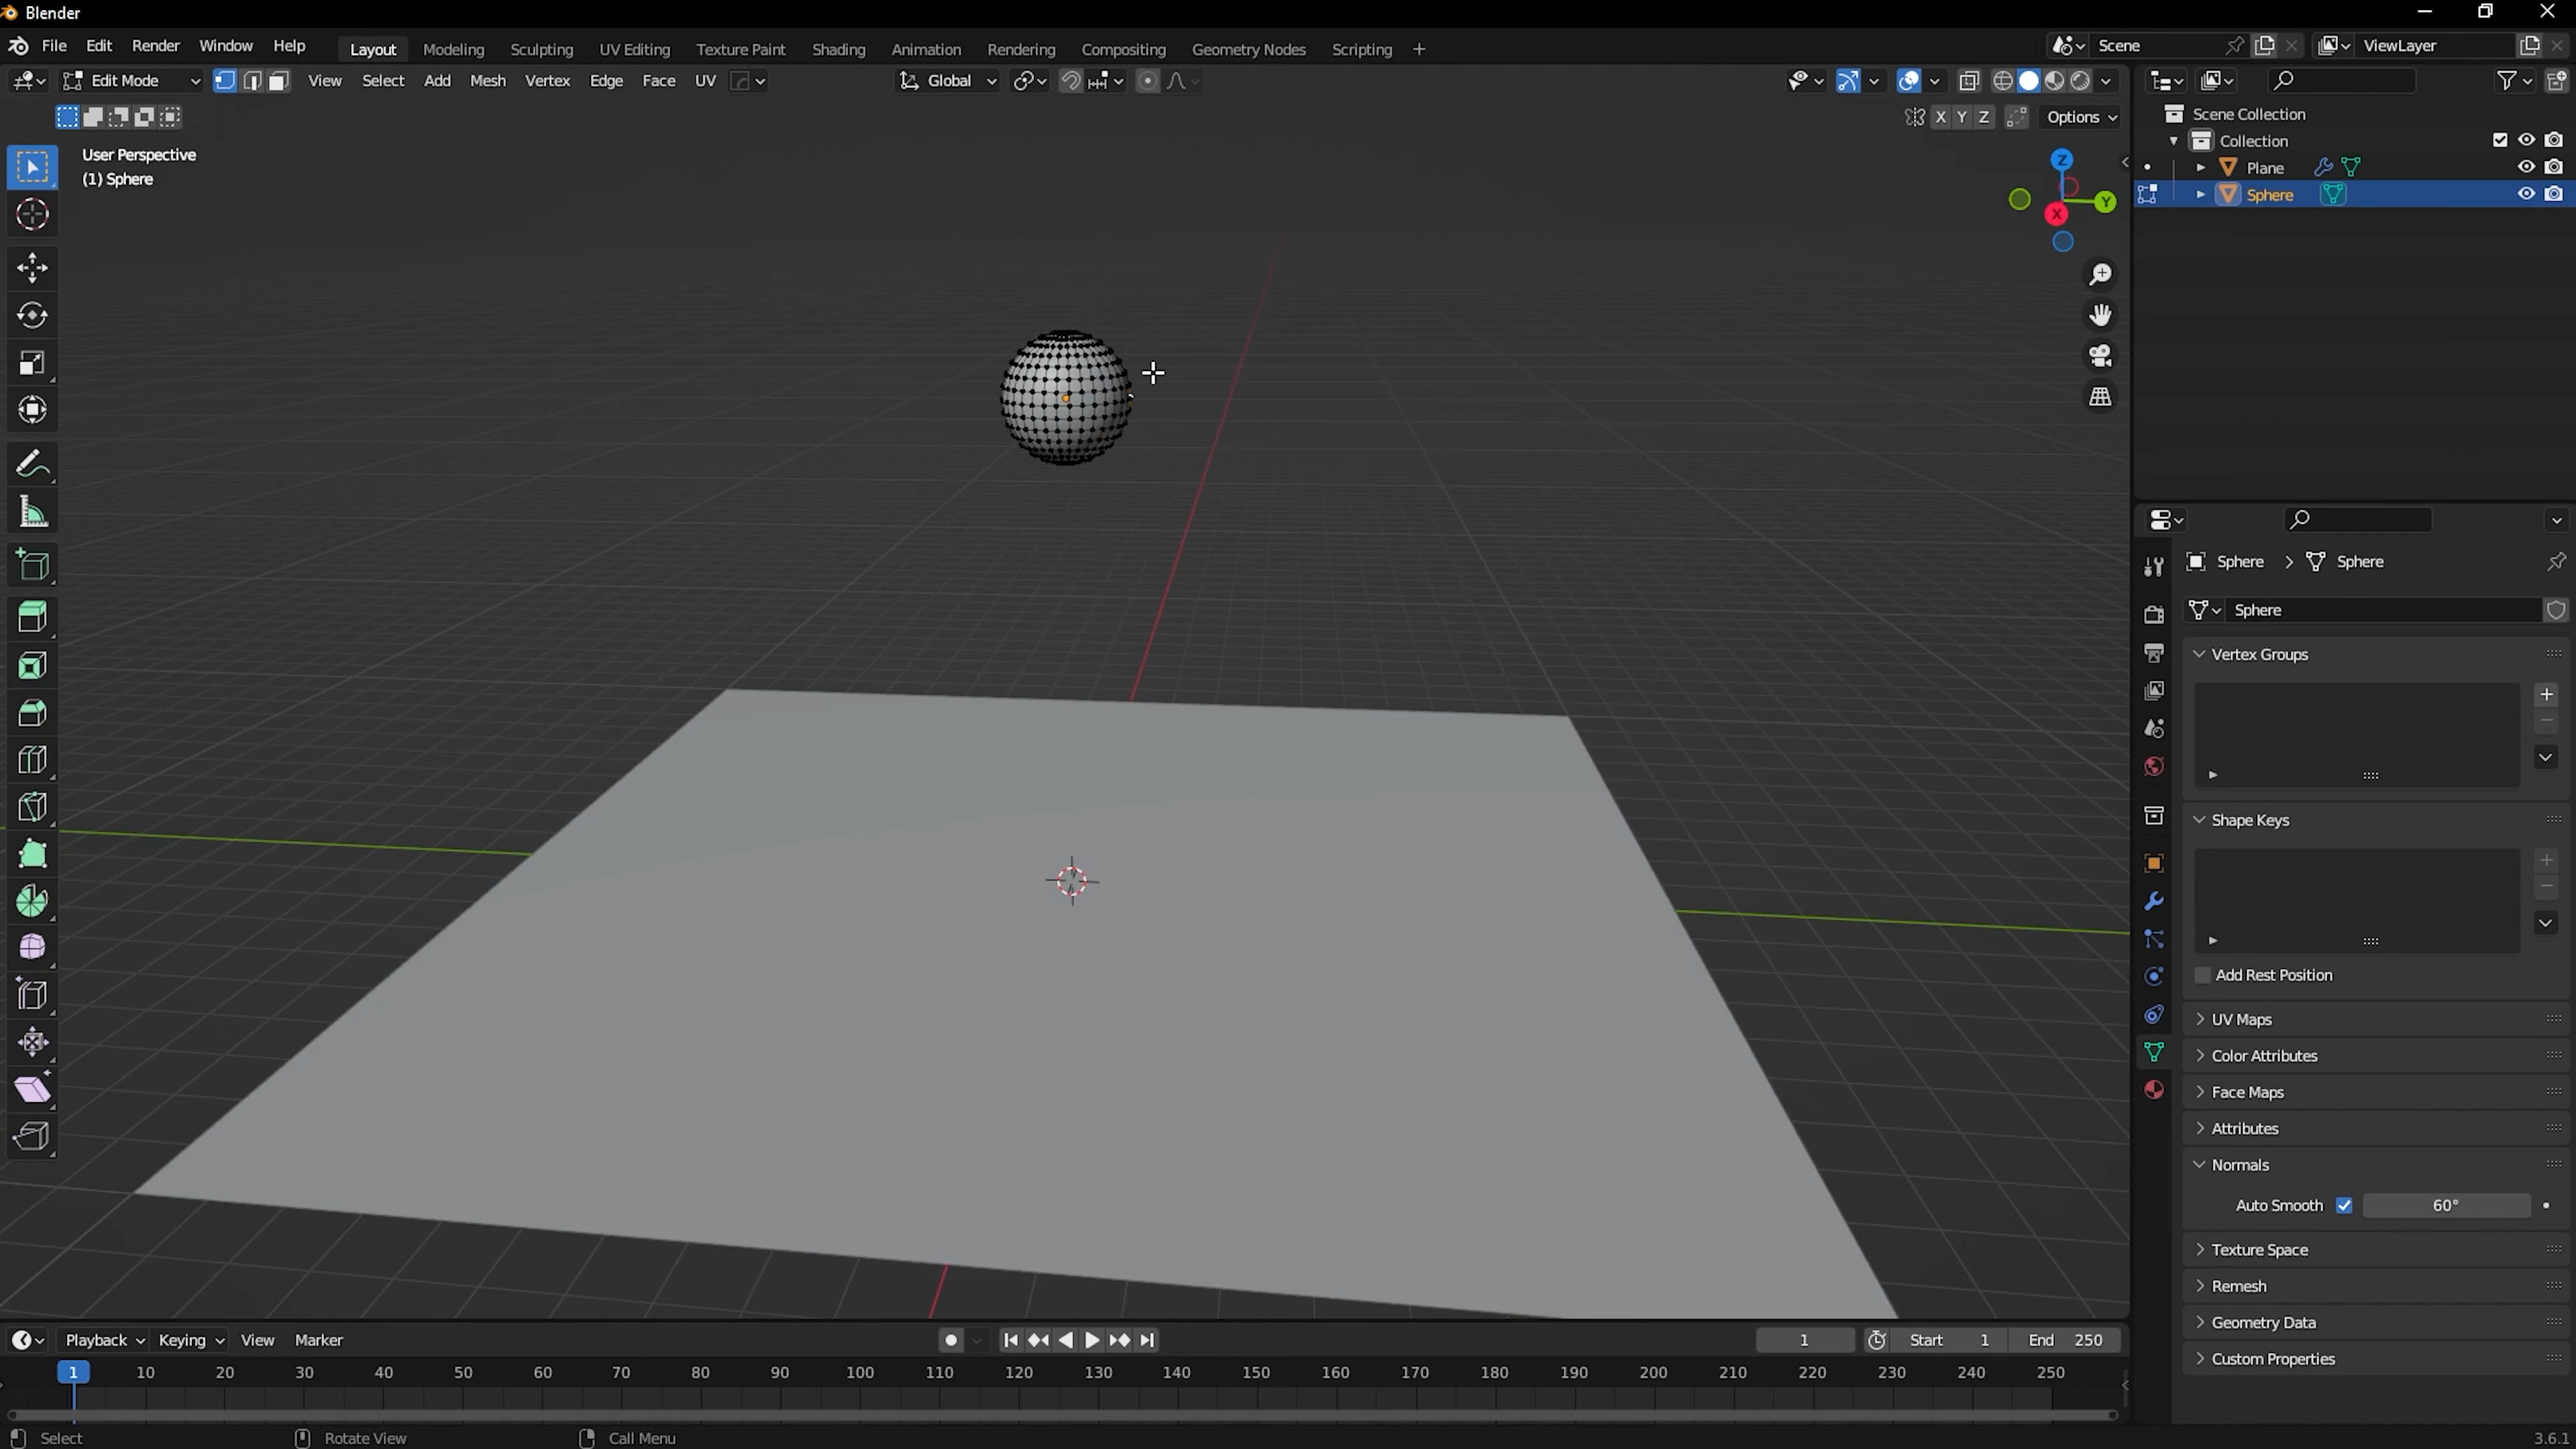 Blender
File Edit Render Window Help Layout Modeling Sculpting UV Editing Texture Paint Shading Animation Rendering Compositing Geometry Nodes Scripting + Scene ViewLayer
Edit Mode View Select Add Mesh Vertex Edge Face UV Global
X Y Z Options
User Perspective
(1) Sphere
Z
Y
X
Scene Collection
Collection
Plane
Sphere
Sphere > Sphere
Sphere
Vertex Groups
Shape Keys
Add Rest Position
UV Maps
Color Attributes
Face Maps
Attributes
Normals
Auto Smooth 60°
Texture Space
Remesh
Geometry Data
Custom Properties
Playback Keying View Marker 1 Start 1 End 250
1 10 20 30 40 50 60 70 80 90 100 110 120 130 140 150 160 170 180 190 200 210 220 230 240 250
Select Rotate View Call Menu 3.6.1